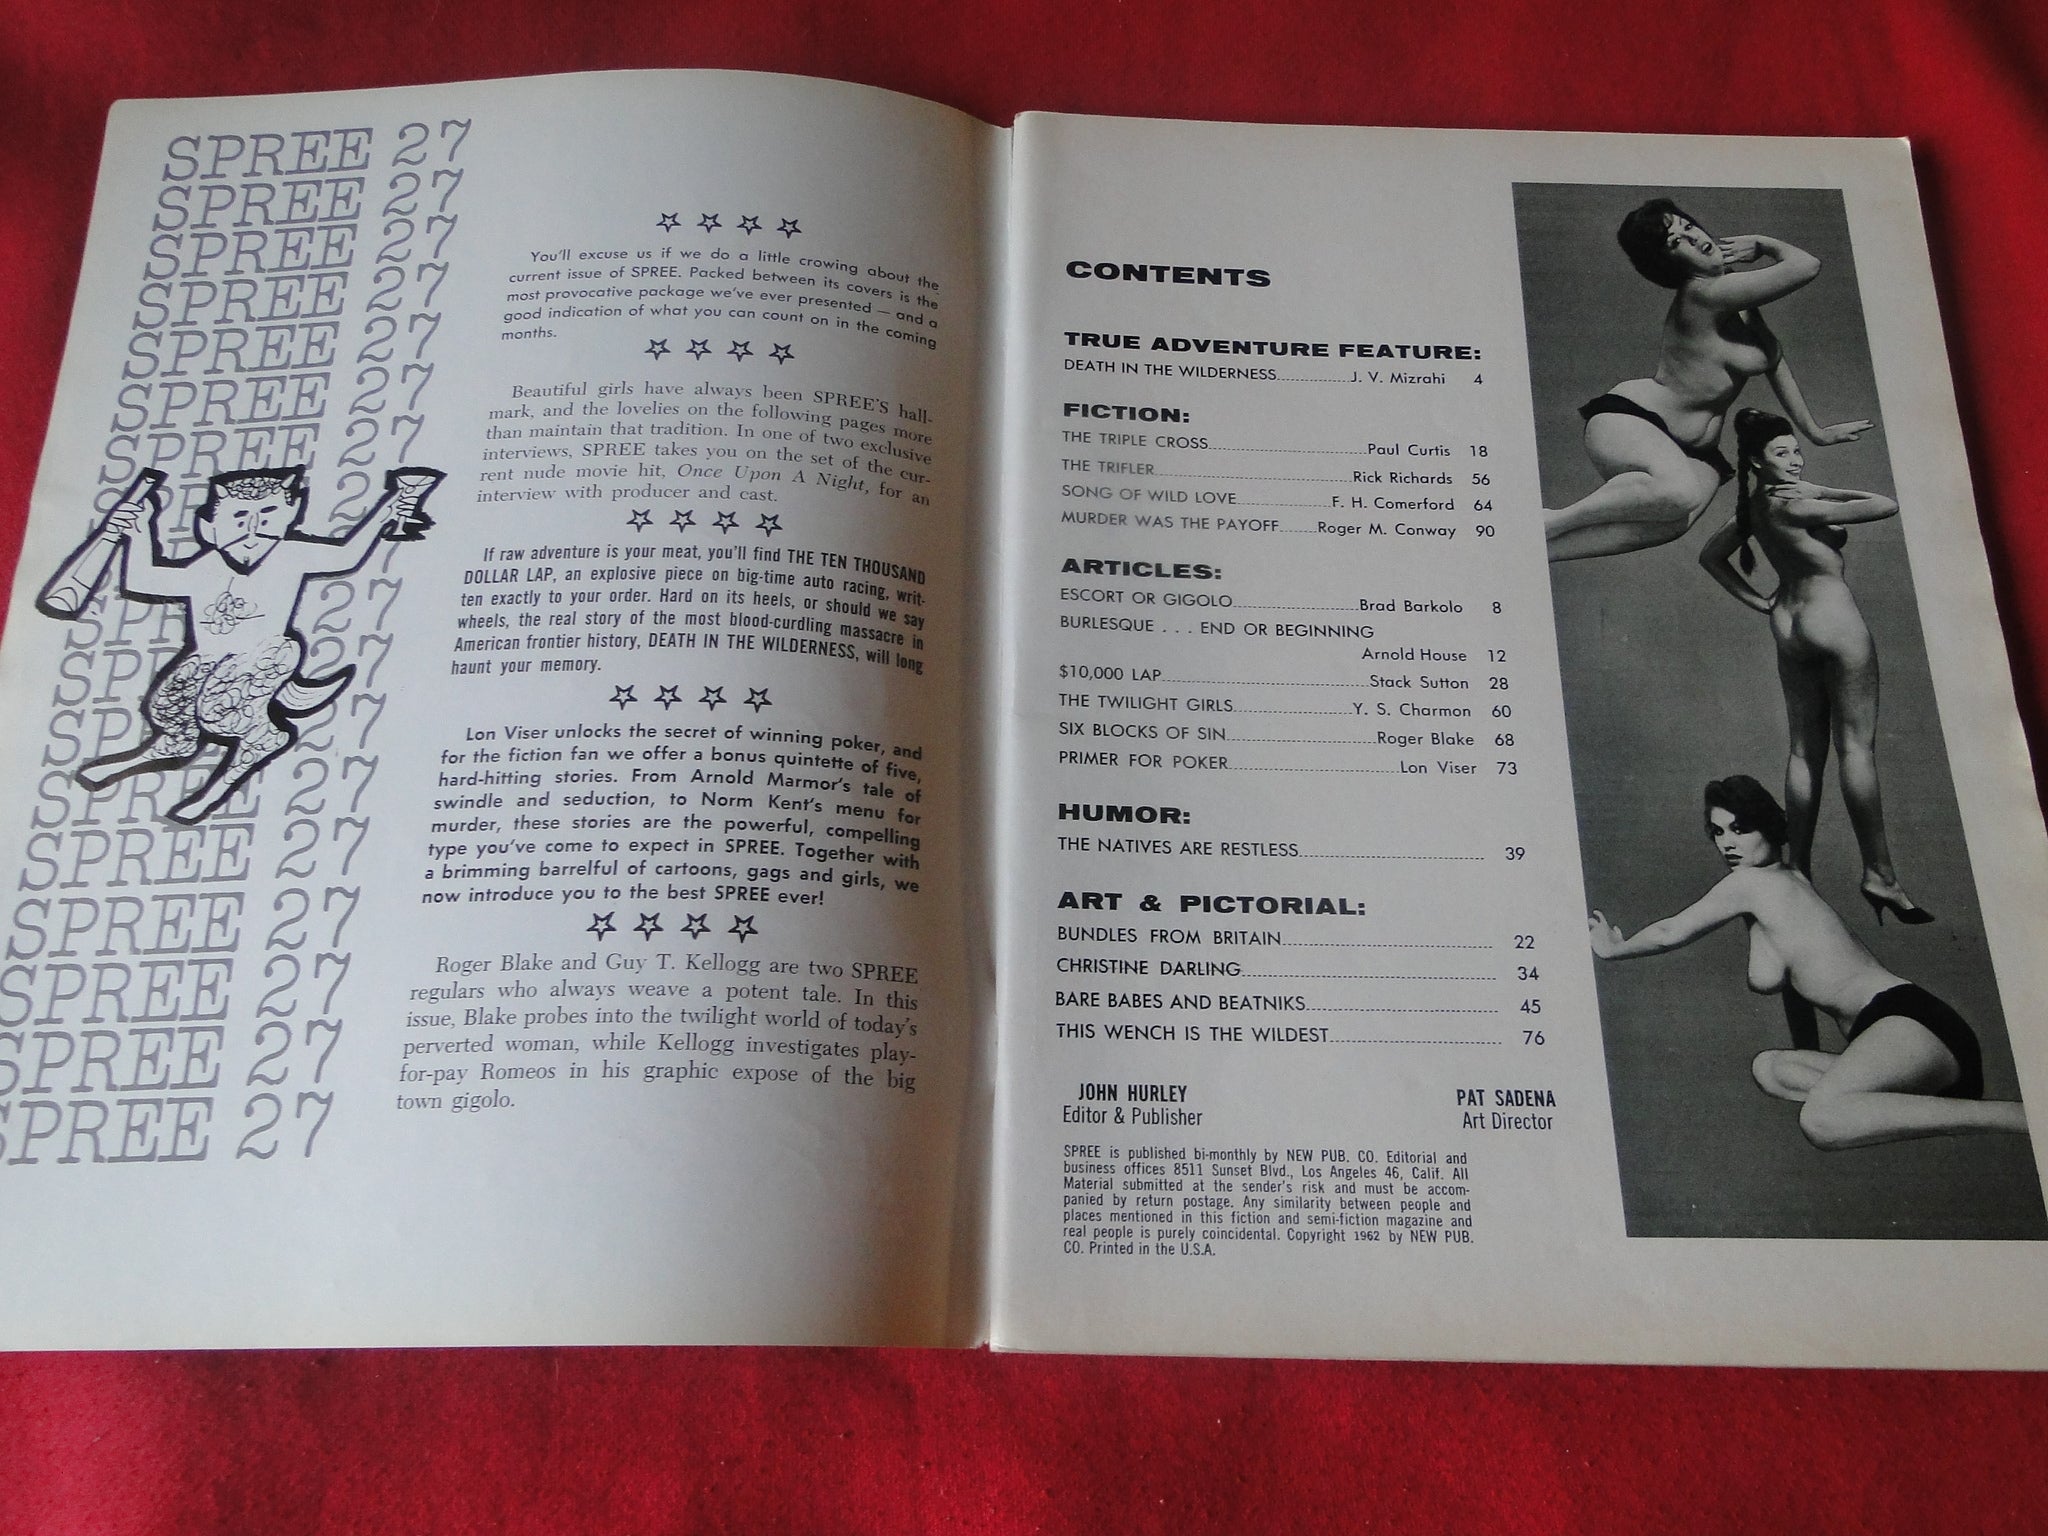 SPREE 27
SPREE 27
SPREE 27
SPREE 27
SPREE 27
SPREE 27
SPREE 27
SPR 2
27
SPR 27
SP 27
SP 27
SPREE 27
SPREE 27
SPREE 27
SPREE 27
SPREE 27
SPREE 27
You'll excuse us if we do a little crowing about the
current issue of SPREE. Packed between its covers is the
most provocative package we've ever presented — and a
good indication of what you can count on in the coming
months.
Beautiful girls have always been SPREE'S hall-
mark, and the lovelies on the following pages more
than maintain that tradition. In one of two exclusive
interviews, SPREE takes you on the set of the cur-
rent nude movie hit, Once Upon A Night, for an
interview with producer and cast.
If raw adventure is your meat, you'll find THE TEN THOUSAND
DOLLAR LAP, an explosive piece on big-time auto racing, writ-
ten exactly to your order. Hard on its heels, or should we say
wheels, the real story of the most blood-curdling massacre in
American frontier history, DEATH IN THE WILDERNESS, will long
haunt your memory.
Lon Viser unlocks the secret of winning poker, and
for the fiction fan we offer a bonus quintette of five,
hard-hitting stories. From Arnold Marmor's tale of
swindle and seduction, to Norm Kent's menu for
murder, these stories are the powerful, compelling
type you've come to expect in SPREE. Together with
a brimming barrelful of cartoons, gags and girls, we
now introduce you to the best SPREE ever!
Roger Blake and Guy T. Kellogg are two SPREE
regulars who always weave a potent tale. In this
issue, Blake probes into the twilight world of today's
perverted woman, while Kellogg investigates play-
for-pay Romeos in his graphic expose of the big
town gigolo.
CONTENTS
TRUE ADVENTURE FEATURE:
DEATH IN THE WILDERNESS J. V. Mizrahi 4
FICTION:
THE TRIPLE CROSS Paul Curtis 18
THE TRIFLER Rick Richards 56
SONG OF WILD LOVE F. H. Comerford 64
MURDER WAS THE PAYOFF Roger M. Conway 90
ARTICLES:
ESCORT OR GIGOLO Brad Barkolo 8
BURLESQUE . . . END OR BEGINNING
Arnold House 12
$10,000 LAP Stack Sutton 28
THE TWILIGHT GIRLS Y. S. Charmon 60
SIX BLOCKS OF SIN Roger Blake 68
PRIMER FOR POKER Lon Viser 73
HUMOR:
THE NATIVES ARE RESTLESS 39
ART & PICTORIAL:
BUNDLES FROM BRITAIN 22
CHRISTINE DARLING 34
BARE BABES AND BEATNIKS 45
THIS WENCH IS THE WILDEST 76
JOHN HURLEY PAT SADENA
Editor & Publisher Art Director
SPREE is published bi-monthly by NEW PUB. CO. Editorial and
business offices 8511 Sunset Blvd., Los Angeles 46, Calif. All
Material submitted at the sender's risk and must be accom-
panied by return postage. Any similarity between people and
places mentioned in this fiction and semi-fiction magazine and
real people is purely coincidental. Copyright 1962 by NEW PUB.
CO. Printed in the U.S.A.